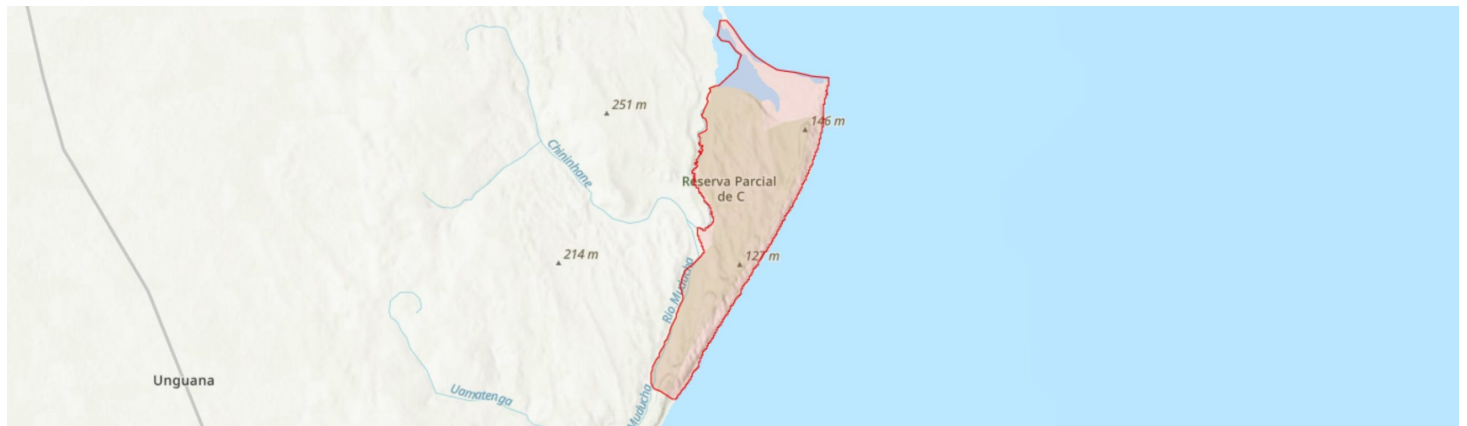 251 m
146 m
Chininhane
Reserva Parcial
de C
214 m
127 m
Rio Muducha
Unguana
Uamatenga
Muducha